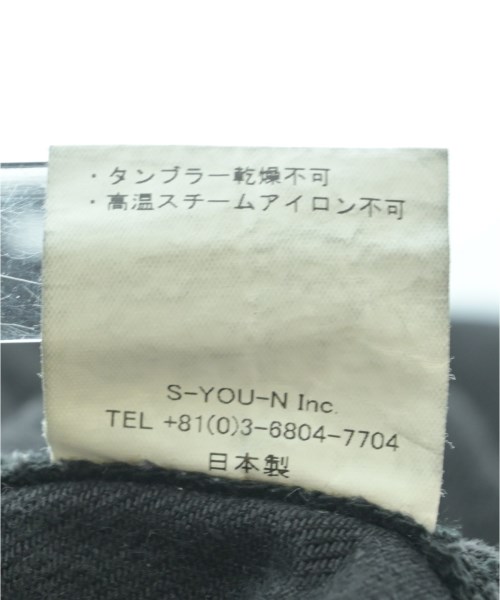 ・タンブラー乾燥不可
・高温スチームアイロン不可
S-YOU-N Inc.
TEL +81(0)3-6804-7704
日本製